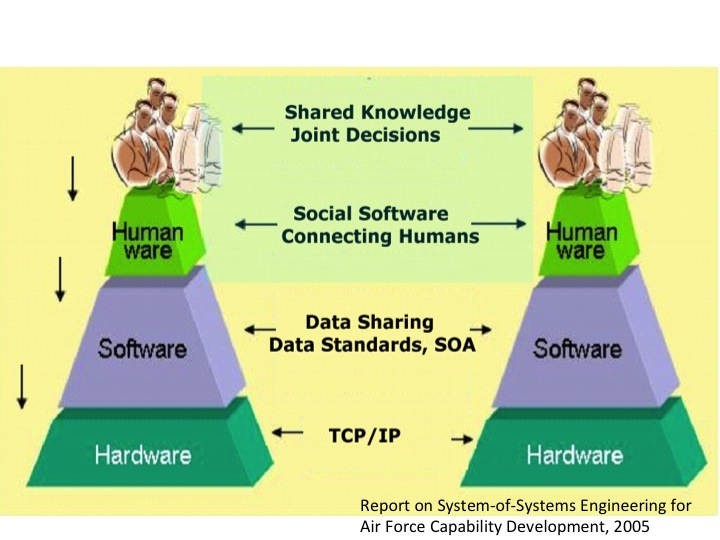 Shared Knowledge
Joint Decisions
Human
ware
Social Software
Connecting Humans
Human
ware
Software
Data Sharing
Data Standards, SOA
Software
Hardware
TCP/IP
Hardware
Report on System-of-Systems Engineering for
Air Force Capability Development, 2005